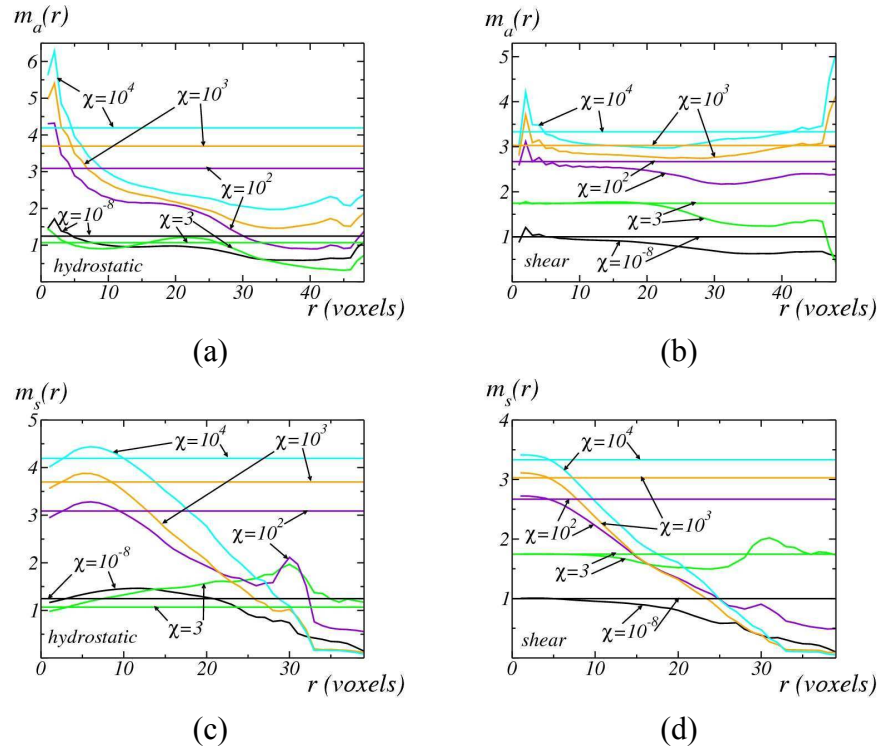 m_a(r)
6
5
4
3
2
1
χ=10^4
χ=10^3
χ=10^2
χ=10^-8
χ=3
hydrostatic
0 10 20 30 40
r (voxels)
(a)
m_a(r)
5
4
3
2
1
0
χ=10^4
χ=10^3
χ=10^2
χ=3
χ=10^-8
shear
0 10 20 30 40
r (voxels)
(b)
m_s(r)
5
4
3
2
1
χ=10^4
χ=10^3
χ=10^2
χ=10^-8
χ=3
hydrostatic
0 10 20 30
r (voxels)
(c)
m_s(r)
4
3
2
1
χ=10^4
χ=10^3
χ=10^2
χ=3
χ=10^-8
shear
0 10 20 30
r (voxels)
(d)